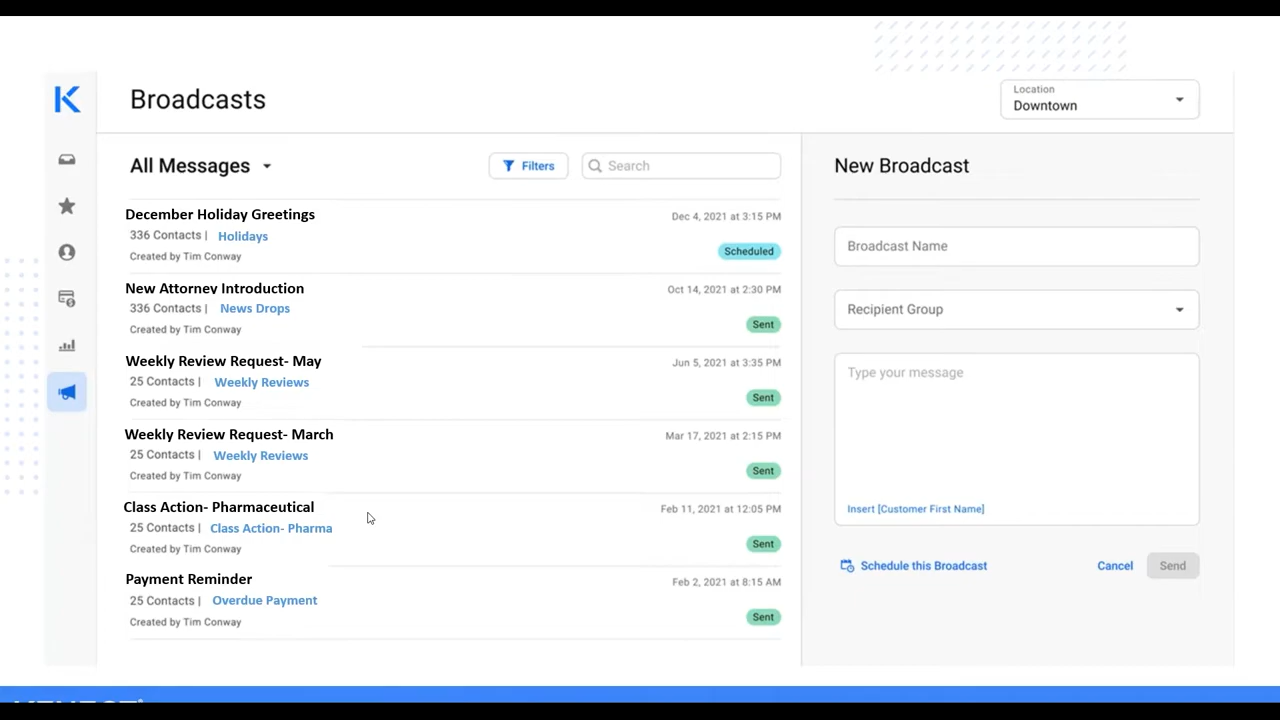 Broadcasts
Location
Downtown
All Messages
Filters
Search
December Holiday Greetings
Dec 4, 2021 at 3:15 PM
336 Contacts | Holidays
Created by Tim Conway
Scheduled
New Attorney Introduction
Oct 14, 2021 at 2:30 PM
336 Contacts | News Drops
Created by Tim Conway
Sent
Weekly Review Request- May
Jun 5, 2021 at 3:35 PM
25 Contacts | Weekly Reviews
Created by Tim Conway
Sent
Weekly Review Request- March
Mar 17, 2021 at 2:15 PM
25 Contacts | Weekly Reviews
Created by Tim Conway
Sent
Class Action- Pharmaceutical
Feb 11, 2021 at 12:05 PM
25 Contacts | Class Action- Pharma
Created by Tim Conway
Sent
Payment Reminder
Feb 2, 2021 at 8:15 AM
25 Contacts | Overdue Payment
Created by Tim Conway
Sent
New Broadcast
Broadcast Name
Recipient Group
Type your message
Insert [Customer First Name]
Schedule this Broadcast
Cancel
Send